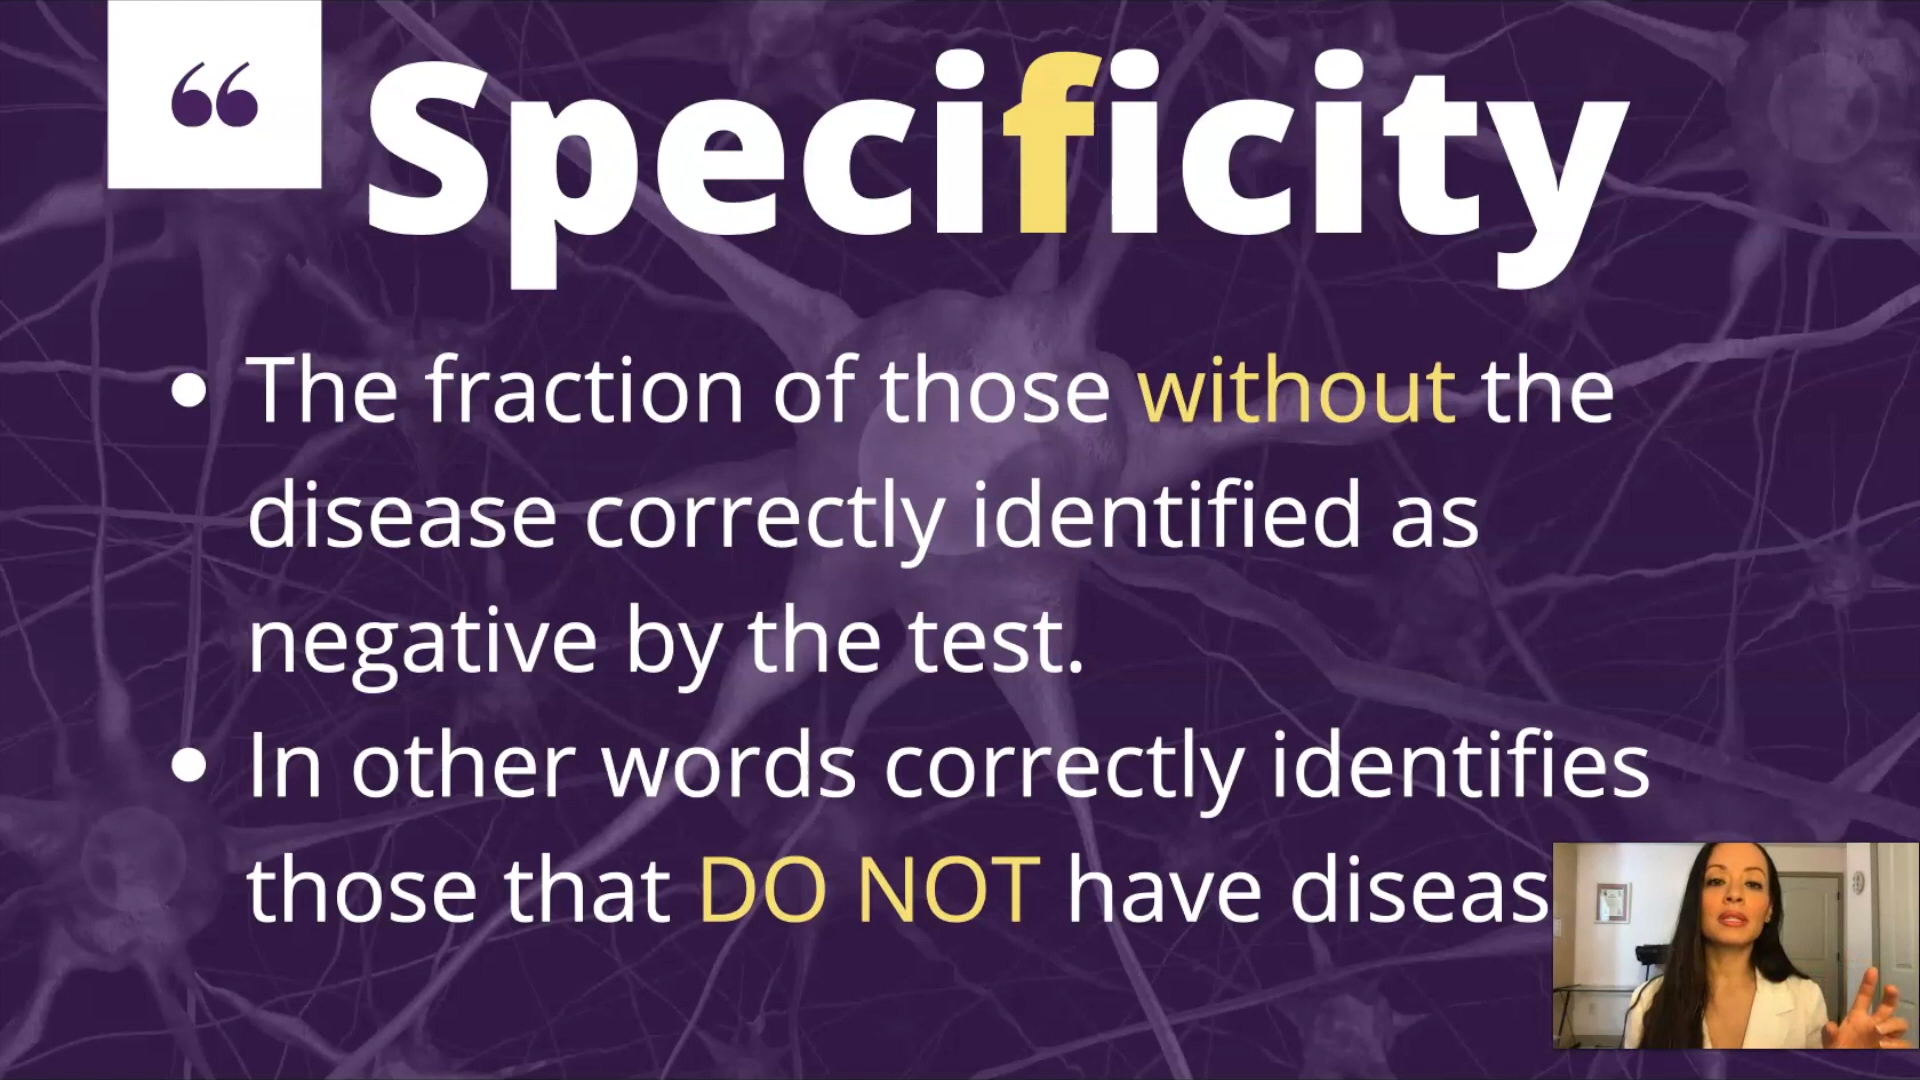 ❝
Specificity
• The fraction of those without the
disease correctly identified as
negative by the test.
• In other words correctly identifies
those that DO NOT have diseas